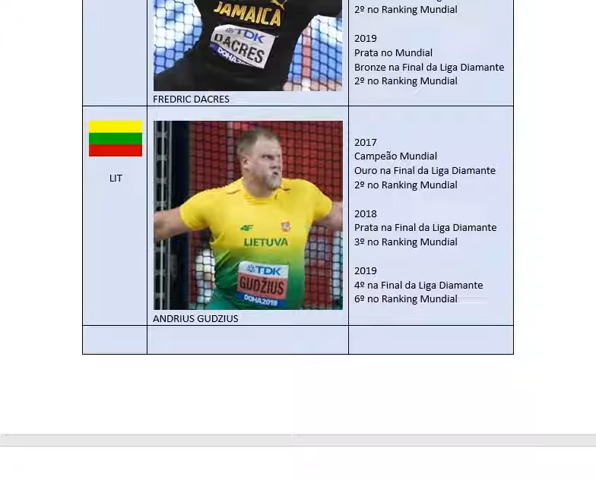 2º no Ranking Mundial
JAMAICA
TDK
DACRES
DOHA
2019
Prata no Mundial
Bronze na Final da Liga Diamante
2º no Ranking Mundial
FREDRIC DACRES
LIT
LIETUVA
TDK
GUDŽIUS
DOHA2019
2017
Campeão Mundial
Ouro na Final da Liga Diamante
2º no Ranking Mundial
2018
Prata na Final da Liga Diamante
3º no Ranking Mundial
2019
4º na Final da Liga Diamante
6º no Ranking Mundial
ANDRIUS GUDZIUS